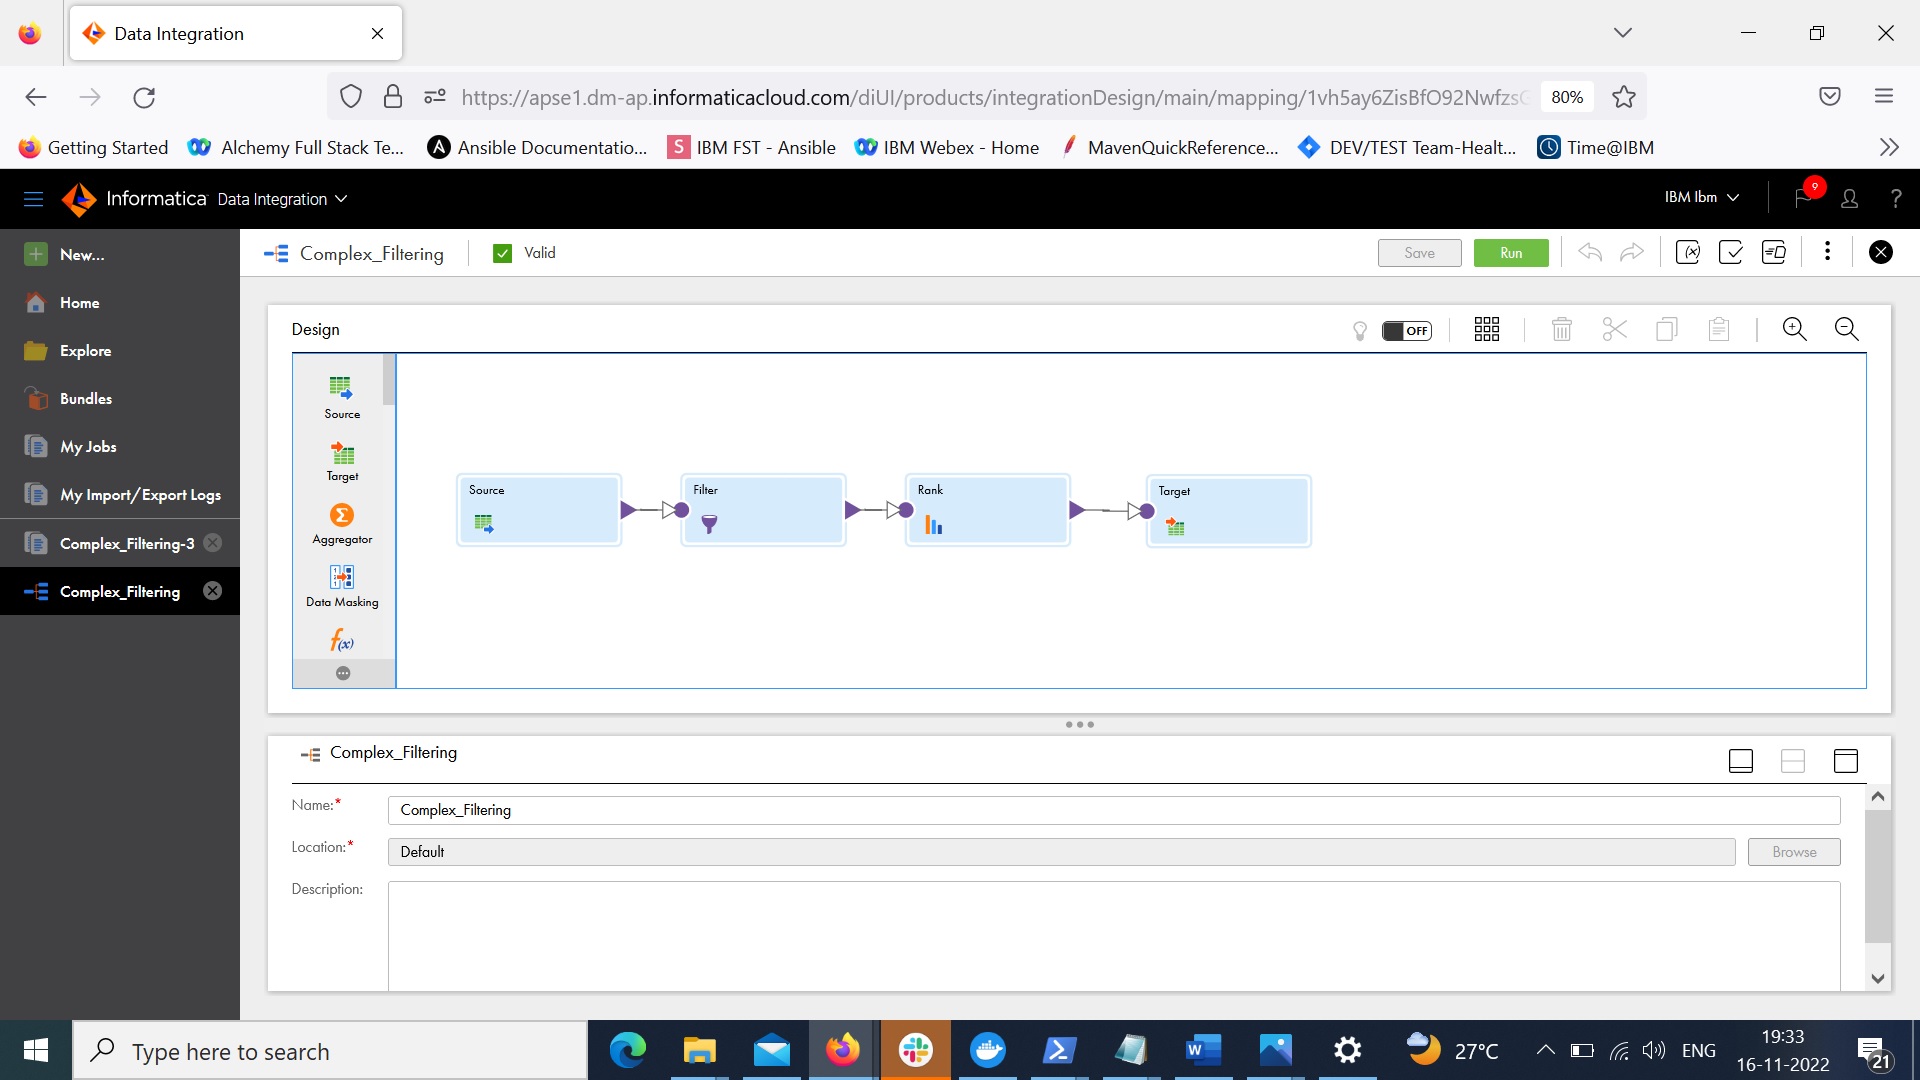 Data Integration
https://apse1.dm-ap.informaticacloud.com/diUI/products/integrationDesign/main/mapping/1vh5ay6ZisBfO92NwfzsG
80%
Getting Started
Alchemy Full Stack Te...
Ansible Documentatio...
IBM FST - Ansible
IBM Webex - Home
MavenQuickReference...
DEV/TEST Team-Healt...
Time@IBM
Informatica Data Integration
IBM Ibm
9
?
New...
Home
Explore
Bundles
My Jobs
My Import/Export Logs
Complex_Filtering-3
Complex_Filtering
Complex_Filtering
Valid
Save
Run
Design
OFF
Source
Target
Aggregator
Data Masking
f(x)
Source
Filter
Rank
Target
Complex_Filtering
Name:*
Complex_Filtering
Location:*
Default
Browse
Description:
Type here to search
27°C
ENG
19:33
16-11-2022
21